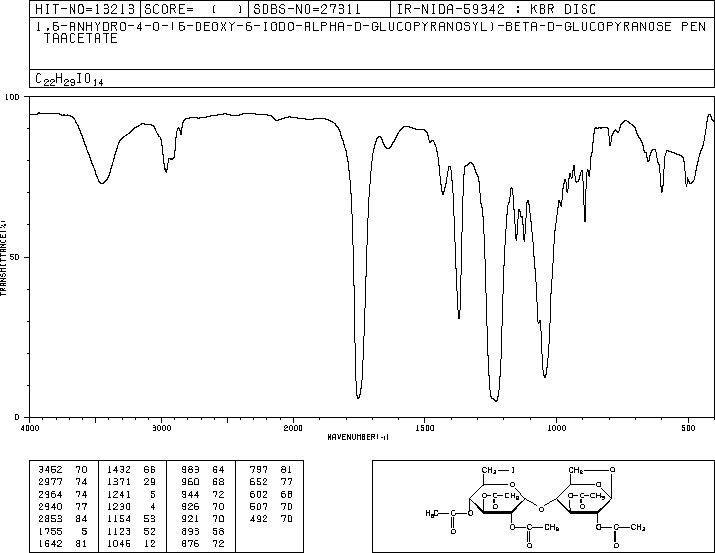 HIT-NO=13213 SCORE= ( ) SDBS-NO=27311 IR-NIDA-59342 : KBR DISC
1,6-ANHYDRO-4-O-(6-DEOXY-6-IODO-ALPHA-D-GLUCOPYRANOSYL)-BETA-D-GLUCOPYRANOSE PEN
TAACETATE
C22H29IO14
100
50
0
TRANSMITTANCE(%)
4000 3000 2000 1500 1000 500
WAVENUMBER(-1)
3462 70 1432 66 983 64 797 81
2977 74 1371 29 960 68 652 77
2964 74 1241 5 944 72 602 68
2940 77 1230 4 926 70 507 70
2853 84 1154 53 921 70 492 70
1755 5 1123 52 893 58
1642 81 1046 12 876 72